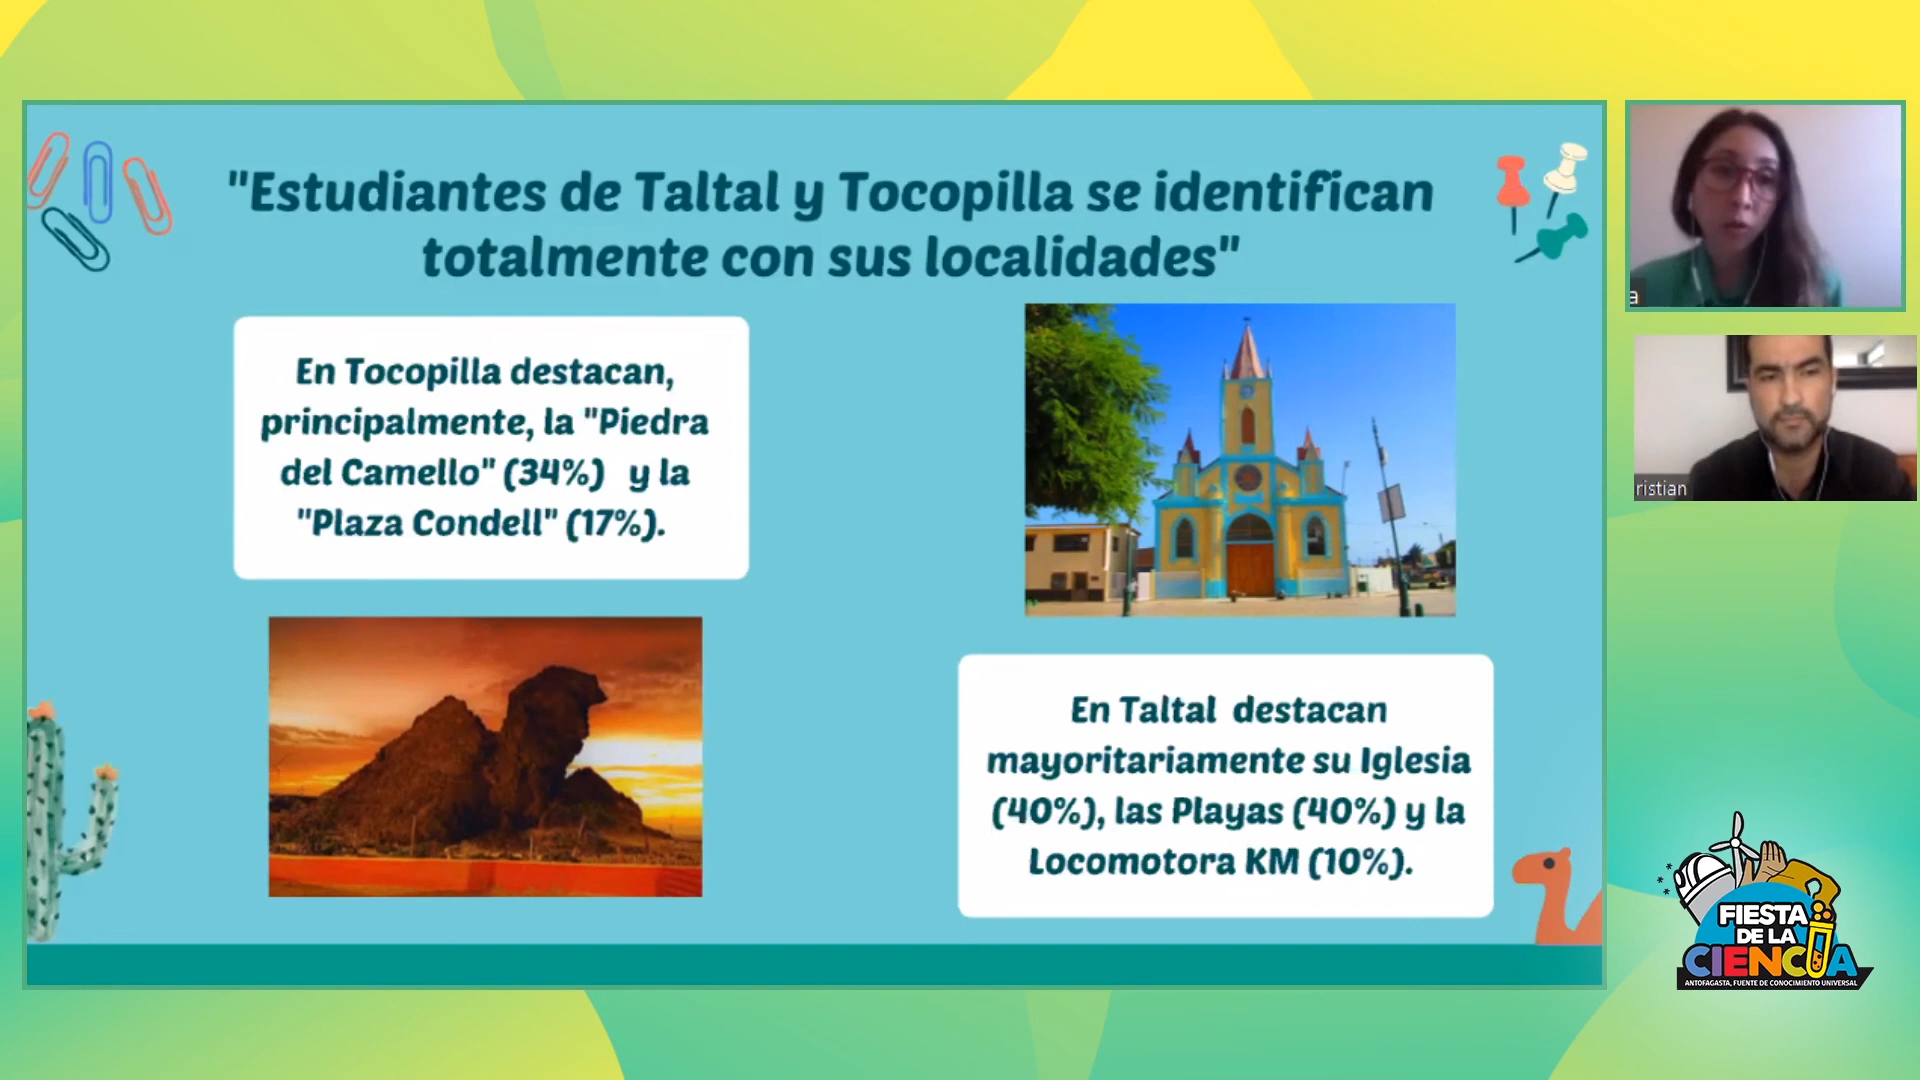 "Estudiantes de Taltal y Tocopilla se identifican
totalmente con sus localidades"
En Tocopilla destacan,
principalmente, la "Piedra
del Camello" (34%) y la
"Plaza Condell" (17%).
En Taltal destacan
mayoritariamente su Iglesia
(40%), las Playas (40%) y la
Locomotora KM (10%).
a
ristian
FIESTA
DE LA
CIENCIA
ANTOFAGASTA, FUENTE DE CONOCIMIENTO UNIVERSAL